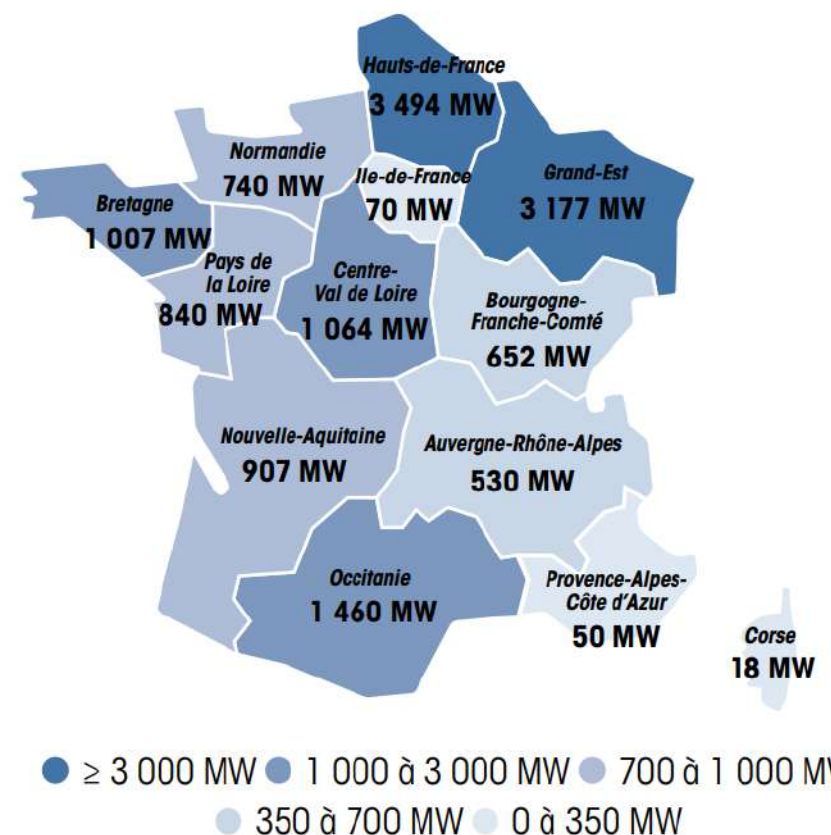 Hauts-de-France
3 494 MW
Normandie
740 MW
Ile-de-France
70 MW
Grand-Est
3 177 MW
Bretagne
1 007 MW
Pays de
la Loire
840 MW
Centre-
Val de Loire
1 064 MW
Bourgogne-
Franche-Comté
652 MW
Nouvelle-Aquitaine
907 MW
Auvergne-Rhône-Alpes
530 MW
Occitanie
1 460 MW
Provence-Alpes-
Côte d'Azur
50 MW
Corse
18 MW
≥ 3 000 MW 1 000 à 3 000 MW 700 à 1 000 MW
350 à 700 MW 0 à 350 MW